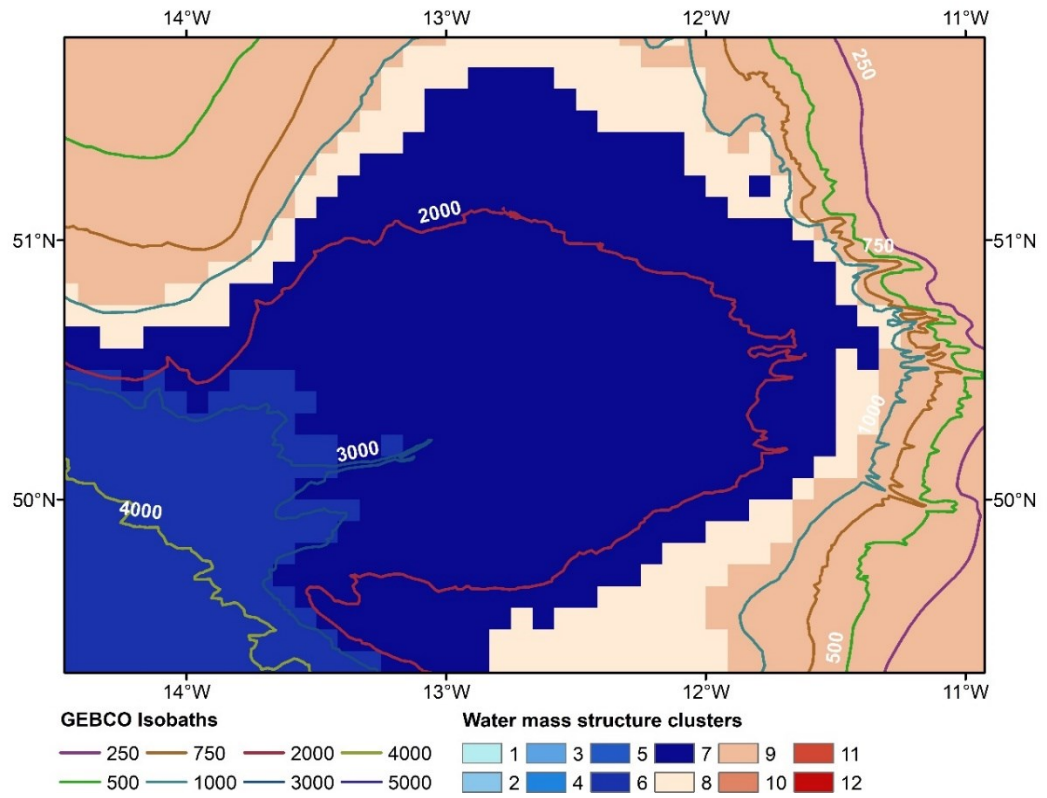 14°W 13°W 12°W 11°W
250
2000
51°N 750 51°N
3000
1000
50°N 4000 50°N
500
14°W 13°W 12°W 11°W
GEBCO Isobaths Water mass structure clusters
250 750 2000 4000 1 3 5 7 9 11
500 1000 3000 5000 2 4 6 8 10 12